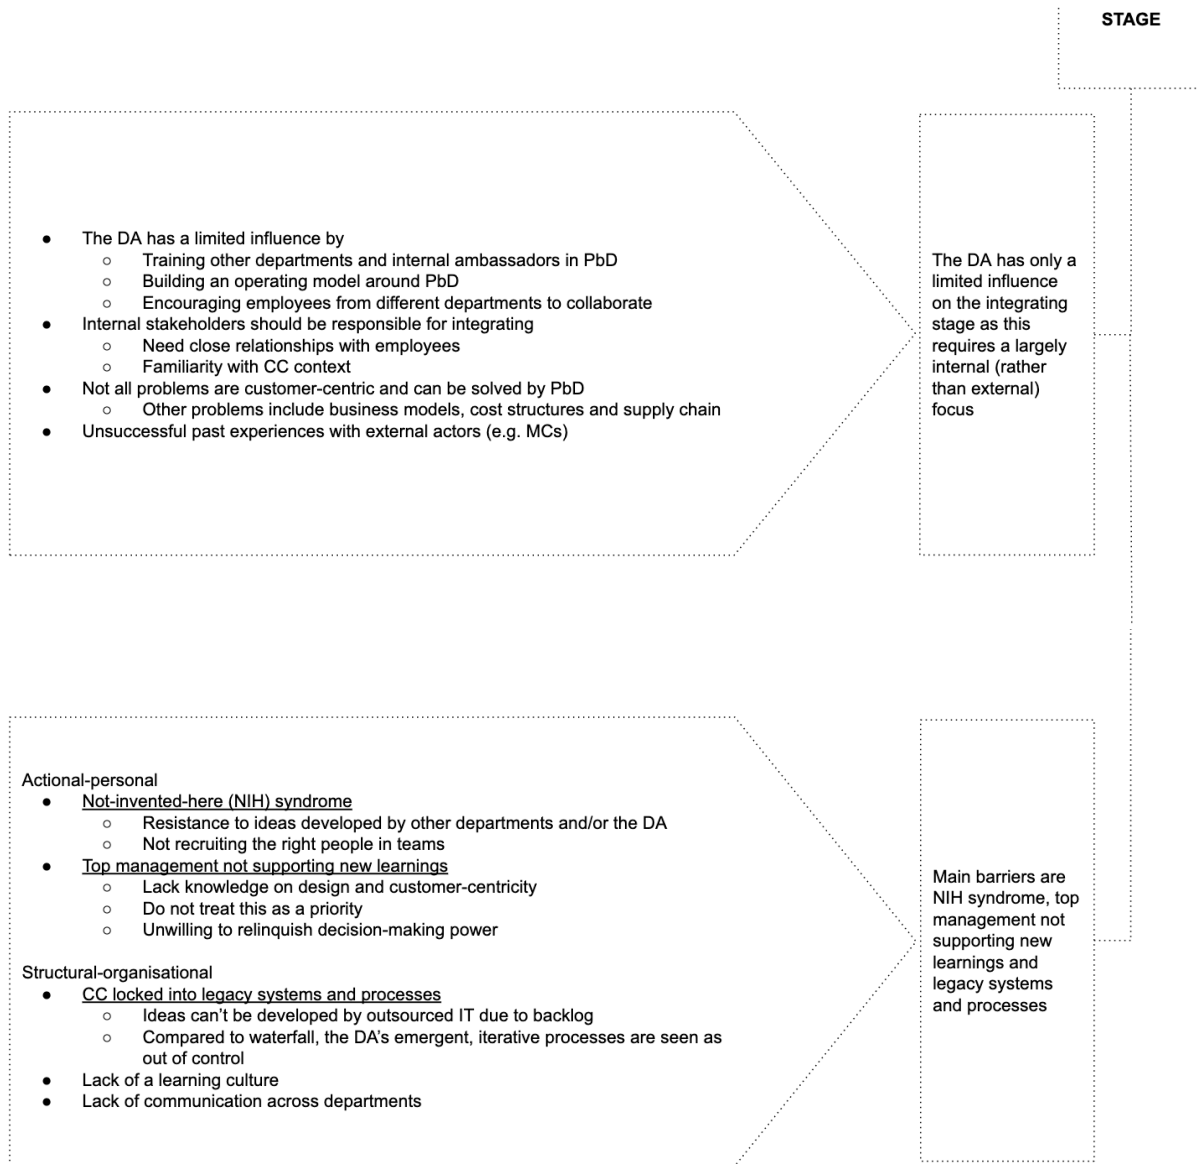 STAGE
● The DA has a limited influence by
○ Training other departments and internal ambassadors in PbD
○ Building an operating model around PbD
○ Encouraging employees from different departments to collaborate
● Internal stakeholders should be responsible for integrating
○ Need close relationships with employees
○ Familiarity with CC context
● Not all problems are customer-centric and can be solved by PbD
○ Other problems include business models, cost structures and supply chain
● Unsuccessful past experiences with external actors (e.g. MCs)
The DA has only a
limited influence
on the integrating
stage as this
requires a largely
internal (rather
than external)
focus
Actional-personal
● Not-invented-here (NIH) syndrome
○ Resistance to ideas developed by other departments and/or the DA
○ Not recruiting the right people in teams
● Top management not supporting new learnings
○ Lack knowledge on design and customer-centricity
○ Do not treat this as a priority
○ Unwilling to relinquish decision-making power
Structural-organisational
● CC locked into legacy systems and processes
○ Ideas can’t be developed by outsourced IT due to backlog
○ Compared to waterfall, the DA’s emergent, iterative processes are seen as
out of control
● Lack of a learning culture
● Lack of communication across departments
Main barriers are
NIH syndrome, top
management not
supporting new
learnings and
legacy systems
and processes